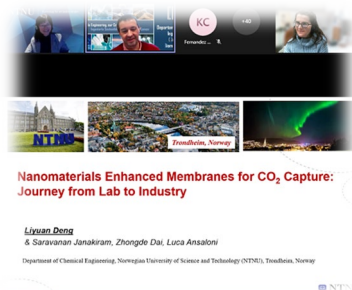 KC
+40
Fernandez
NTNU
Trondheim, Norway
Nanomaterials Enhanced Membranes for CO₂ Capture:
Journey from Lab to Industry
Liyuan Deng
& Saravanan Janakiram, Zhongde Dai, Luca Ansaloni
Department of Chemical Engineering, Norwegian University of Science and Technology (NTNU), Trondheim, Norway
NTN